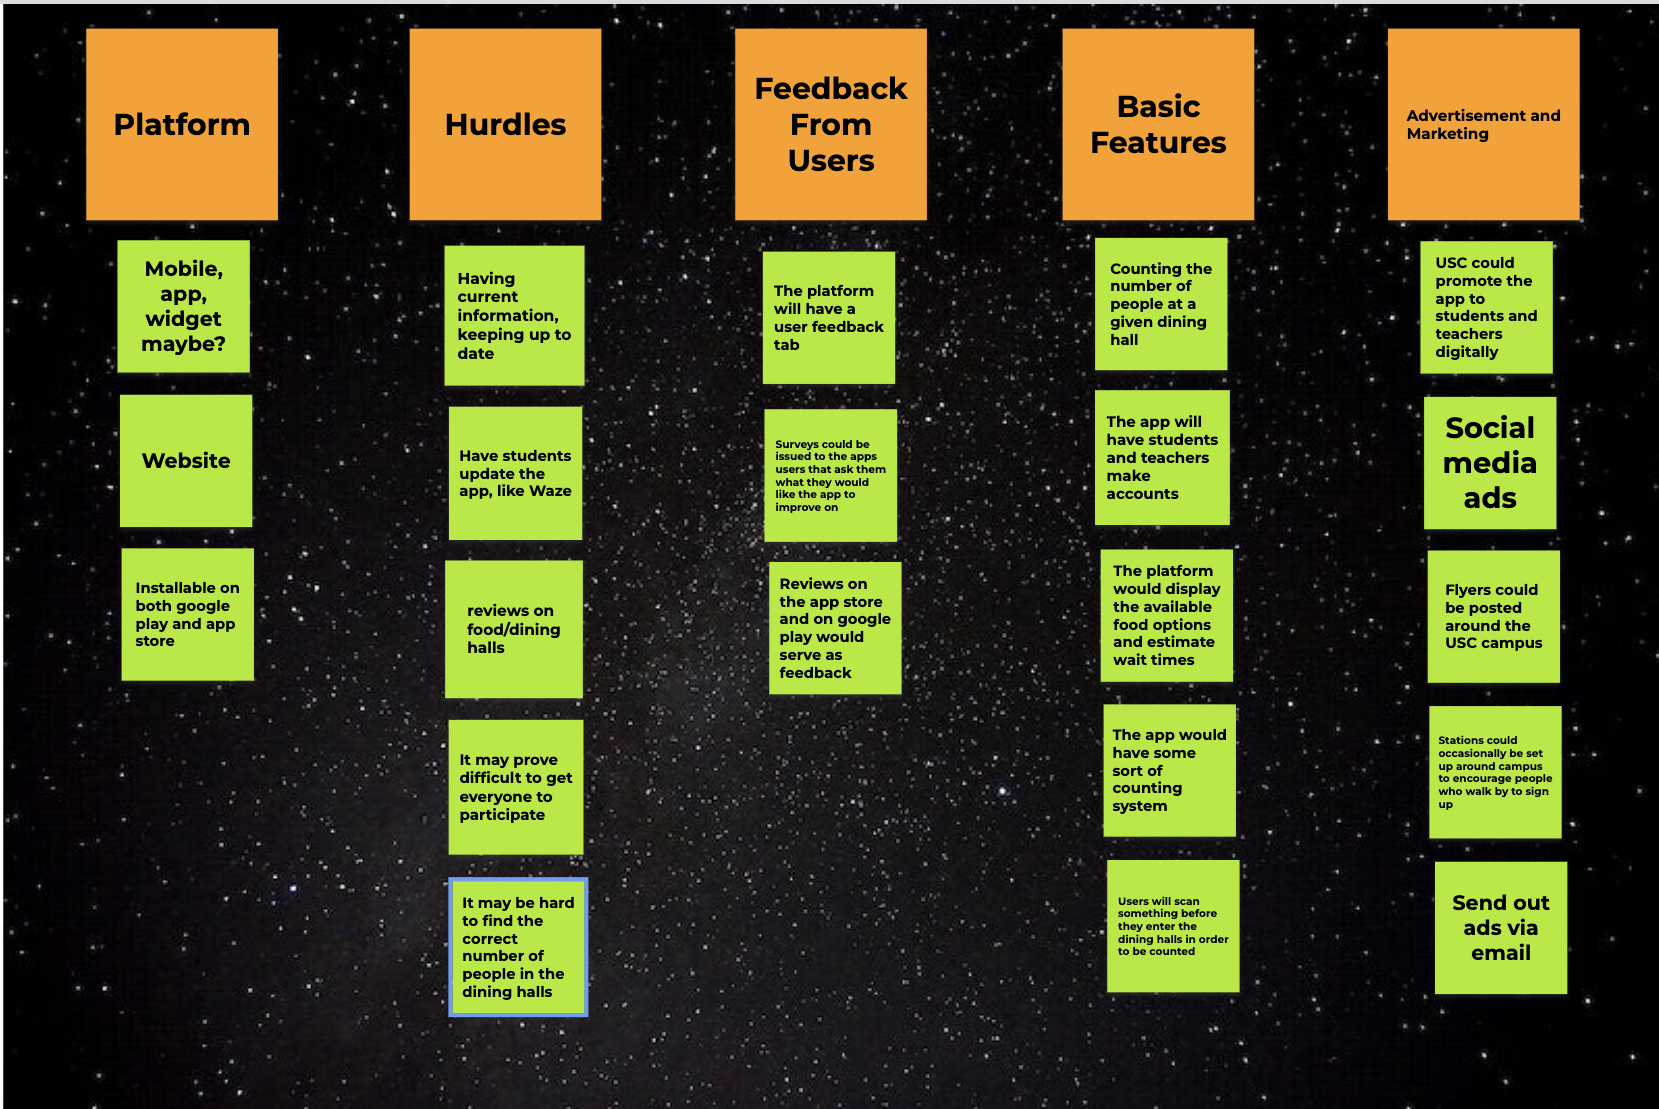 Platform
Hurdles
Feedback
From
Users
Basic
Features
Advertisement and
Marketing
Mobile,
app,
widget
maybe?
Website
Installable on
both google
play and app
store
Having
current
information,
keeping up to
date
Have students
update the
app, like Waze
reviews on
food/dining
halls
It may prove
difficult to get
everyone to
participate
It may be hard
to find the
correct
number of
people in the
dining halls
The platform
will have a
user feedback
tab
Surveys could be
issued to the apps
users that ask them
what they would
like the app to
improve on
Reviews on
the app store
and on google
play would
serve as
feedback
Counting the
number of
people at a
given dining
hall
The app will
have students
and teachers
make
accounts
The platform
would display
the available
food options
and estimate
wait times
The app would
have some
sort of
counting
system
Users will scan
something before
they enter the
dining halls in order
to be counted
USC could
promote the
app to
students and
teachers
digitally
Social
media
ads
Flyers could
be posted
around the
USC campus
Stations could
occasionally be set
up around campus
to encourage people
who walk by to sign
up
Send out
ads via
email